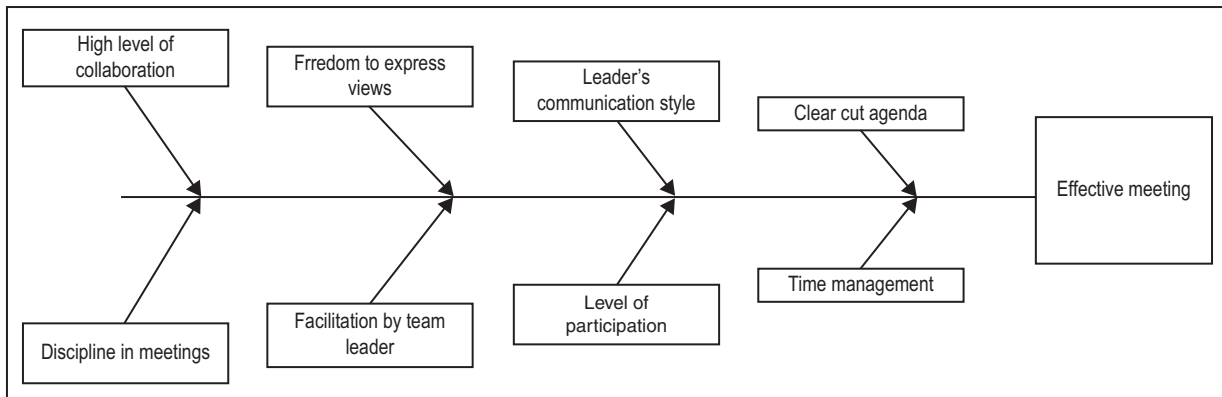 High level of
collaboration
Frredom to express
views
Leader's
communication style
Clear cut agenda
Effective meeting
Discipline in meetings
Facilitation by team
leader
Level of
participation
Time management